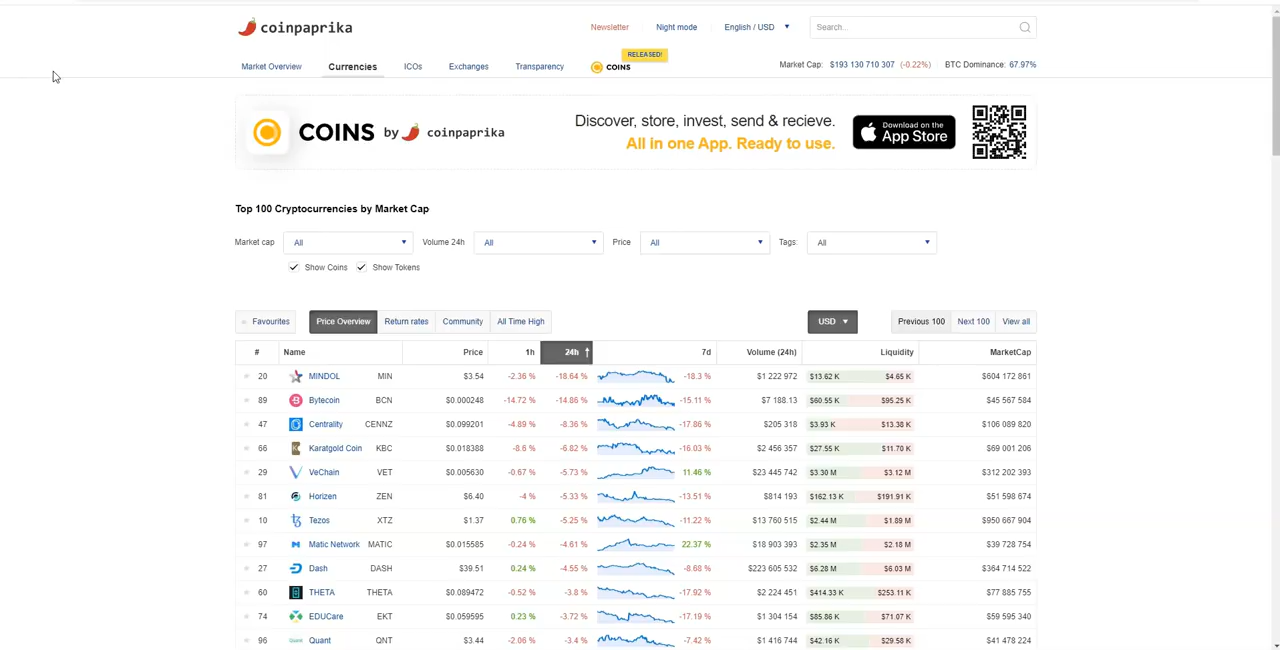 coinpaprika
Newsletter Night mode English / USD Search...
RELEASED!
Market Overview Currencies ICOs Exchanges Transparency COINS Market Cap: $193 130 710 307 (-0.22%) BTC Dominance: 67.97%
COINS by coinpaprika
Discover, store, invest, send & recieve.
All in one App. Ready to use.
Download on the
App Store
Top 100 Cryptocurrencies by Market Cap
Market cap All Volume 24h All Price All Tags: All
Show Coins Show Tokens
Favourites Price Overview Return rates Community All Time High USD Previous 100 Next 100 View all
# Name Price 1h 24h 7d Volume (24h) Liquidity MarketCap
20 MINDOL MIN $3.54 -2.36 % -18.64 % -18.3 % $1 222 972 $13.62 K $4.65 K $604 172 861
89 Bytecoin BCN $0.000248 -14.72 % -14.86 % -15.11 % $7 188.13 $60.55 K $95.25 K $45 567 584
47 Centrality CENNZ $0.099201 -4.89 % -8.36 % -17.86 % $205 318 $3.93 K $13.38 K $106 089 820
66 Karatgold Coin KBC $0.018388 -8.6 % -6.82 % -16.03 % $2 456 357 $27.55 K $11.70 K $69 001 206
29 VeChain VET $0.005630 -0.67 % -5.73 % 11.46 % $23 445 742 $3.30 M $3.12 M $312 202 393
81 Horizen ZEN $6.40 -4 % -5.33 % -13.51 % $814 193 $162.13 K $191.91 K $51 598 674
10 Tezos XTZ $1.37 0.76 % -5.25 % -11.22 % $13 760 515 $2.44 M $1.89 M $950 667 904
97 Matic Network MATIC $0.015585 -0.24 % -4.61 % 22.37 % $18 903 393 $2.35 M $2.18 M $39 728 754
27 Dash DASH $39.51 0.24 % -4.55 % -8.68 % $223 605 532 $6.28 M $6.03 M $364 714 522
60 THETA THETA $0.089472 -0.52 % -3.8 % -17.92 % $2 224 451 $414.33 K $253.11 K $77 885 755
74 EDUCare EKT $0.059595 0.23 % -3.72 % -17.19 % $1 304 154 $85.86 K $71.07 K $59 595 340
96 Quant QNT $3.44 -2.06 % -3.4 % -7.42 % $1 416 744 $42.16 K $29.58 K $41 478 224